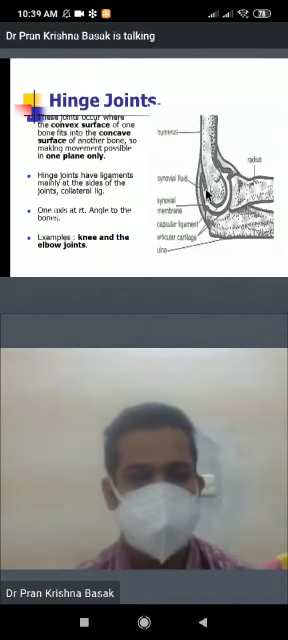 10:39 AM
78
Dr Pran Krishna Basak is talking
Hinge Joints.
These joints occur where
the convex surface of one
bone fits into the concave
surface of another bone, so
making movement possible
in one plane only.
Hinge joints have ligaments
mainly at the sides of the
joints, collateral lig.
One axis at rt. Angle to the
bones.
Examples : knee and the
elbow joints.
humerus
radius
synovial fluid
synovial
membrane
capsular ligament
articular cartilage
ulna
Dr Pran Krishna Basak